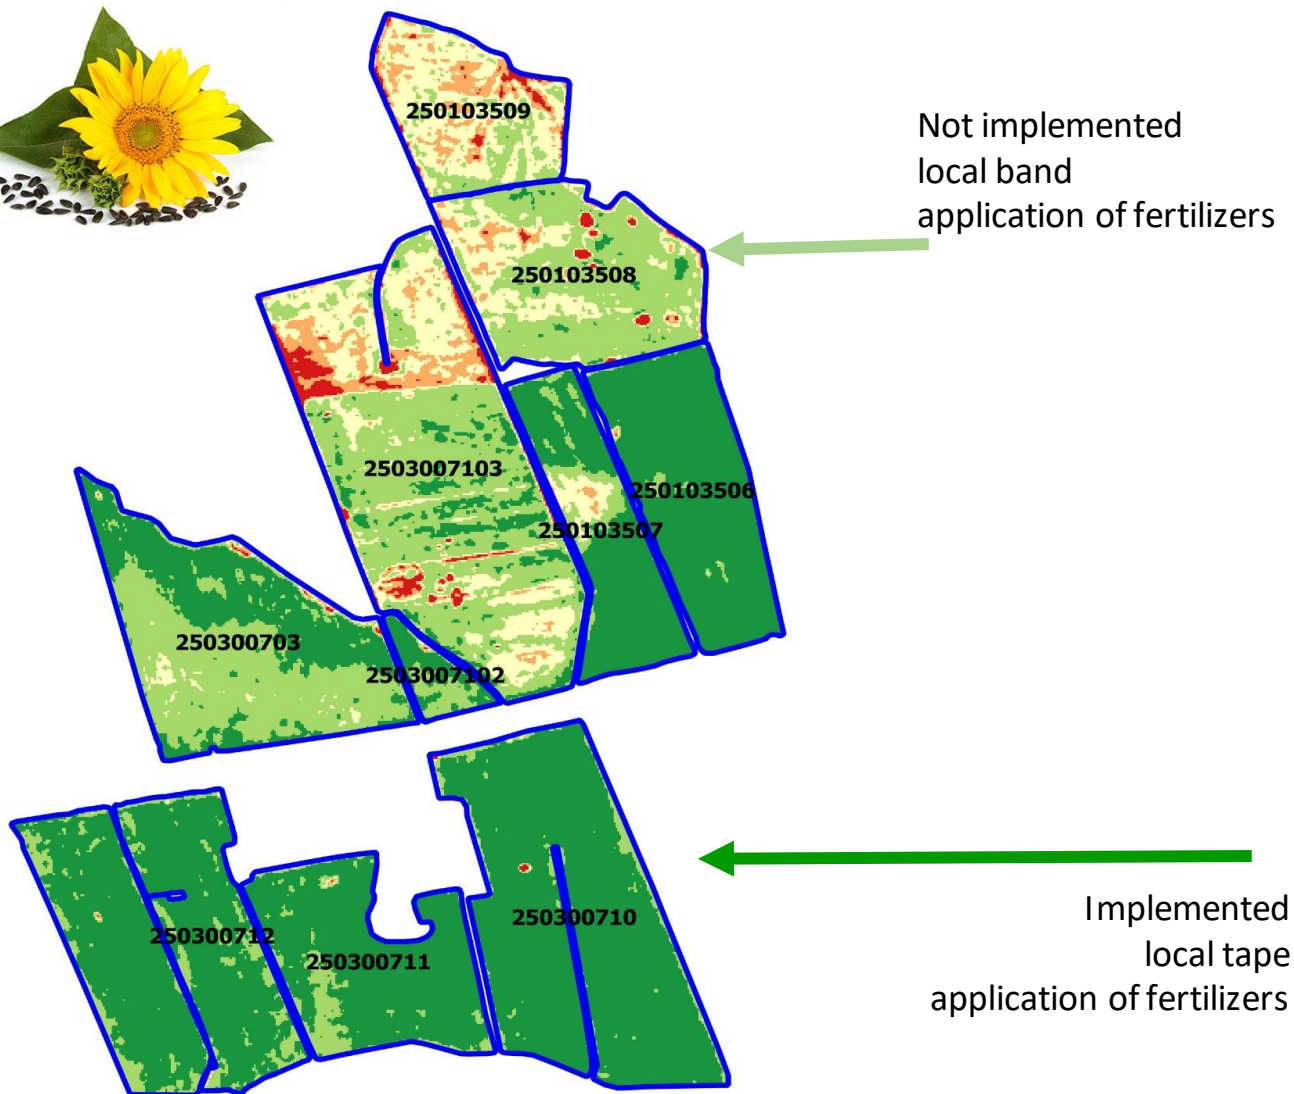 250103509
Not implemented
local band
application of fertilizers
250103508
2503007103
250103506
250103507
250300703
2503007102
250300712
250300711
250300710
Implemented
local tape
application of fertilizers